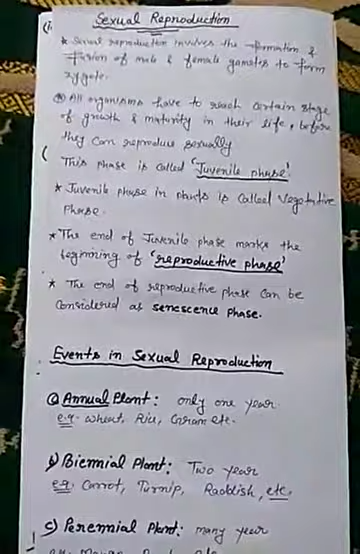 Sexual Reproduction
* Sexual reproduction involves the formation &
fusion of male & female gametes to form
zygote.
All organisms have to reach certain stage
of growth & maturity in their life, before
they can reproduce sexually
This phase is called 'Juvenile phase'
* Juvenile phase in plants is called Vegetative
Phase.
* The end of Juvenile phase marks the
beginning of 'reproductive phase'
* The end of reproductive phase can be
considered as senescence phase.
Events in Sexual Reproduction
a) Annual Plant : only one year.
e.g. wheat, Rice, Gram etc.
b) Biennial Plant : Two year
e.g. Carrot, Turnip, Raddish, etc.
c) Perennial Plant : many year